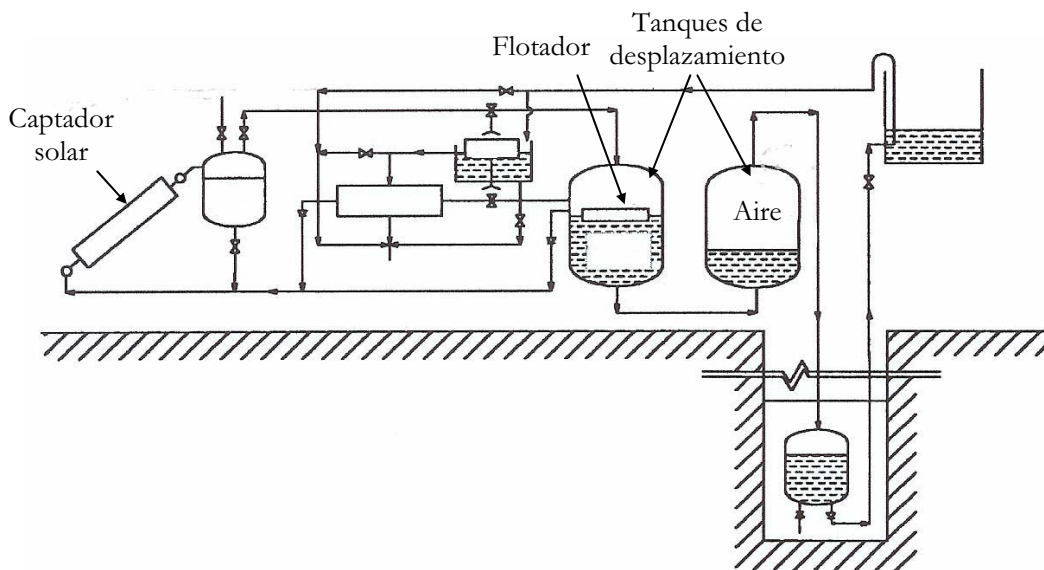 Tanques de
desplazamiento
Flotador
Captador
solar
Aire